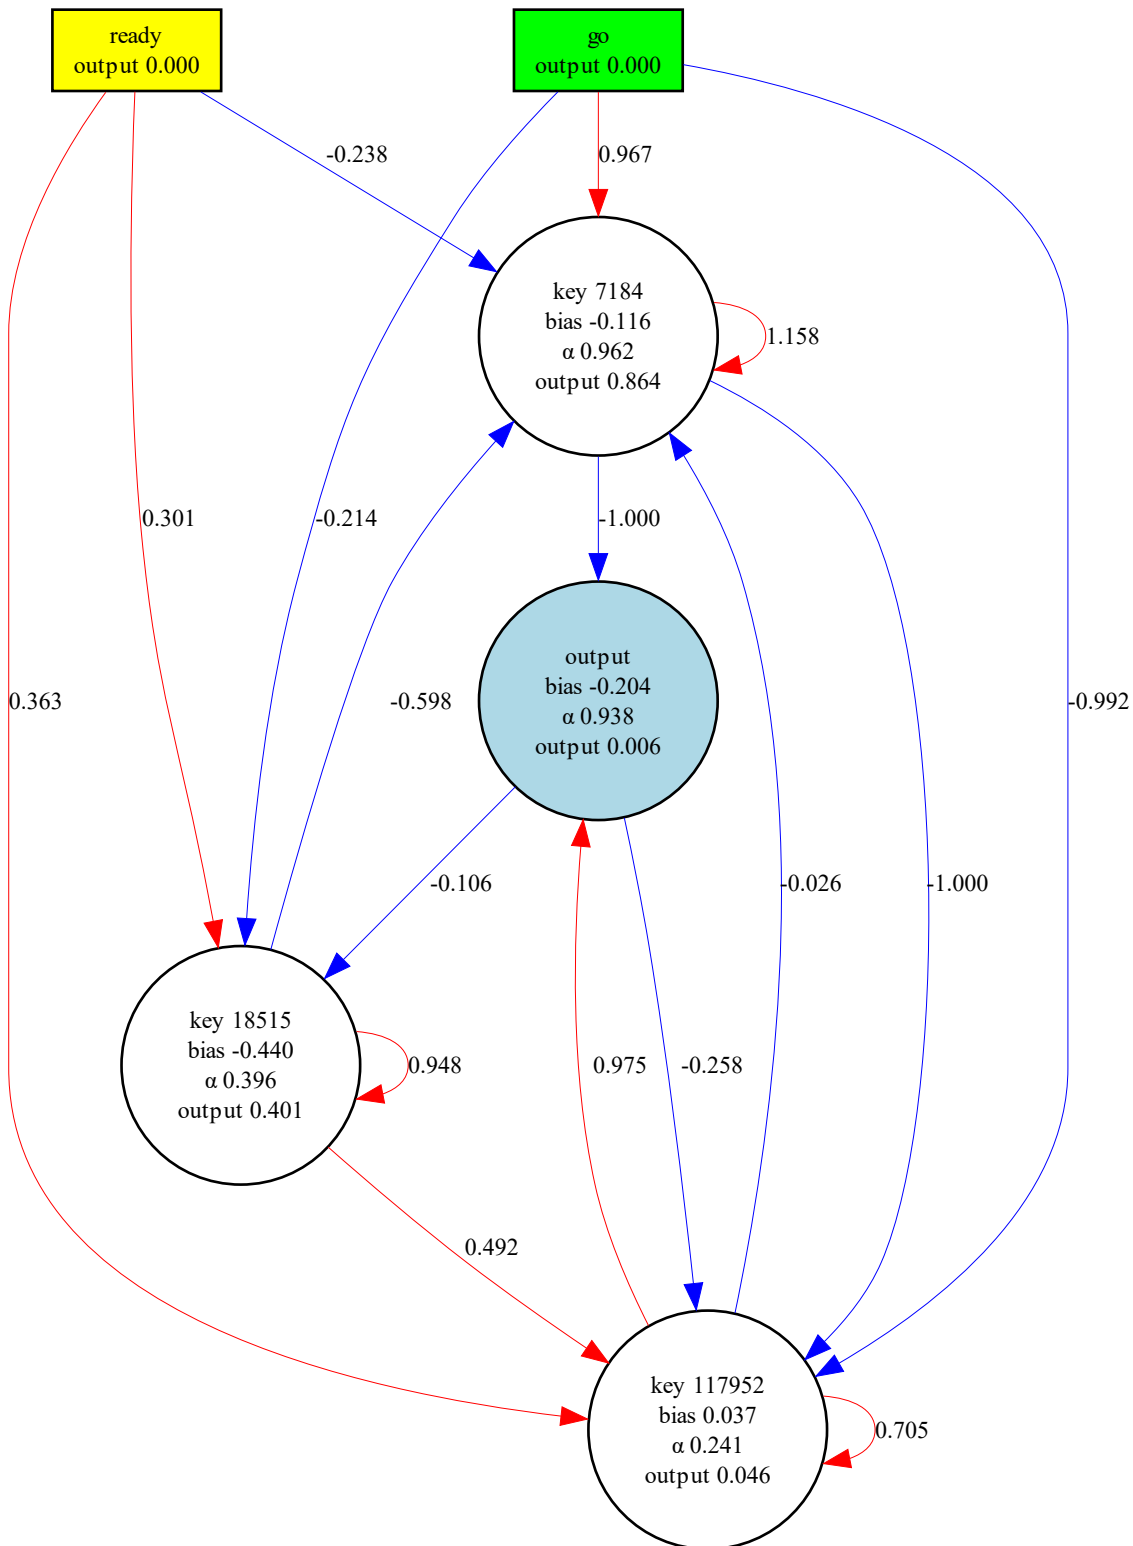 ready
output 0.000
go
output 0.000
-0.238
0.967
key 7184
bias -0.116
α 0.962
output 0.864
1.158
0.301
-0.214
-1.000
output
bias -0.204
α 0.938
output 0.006
0.363
-0.598
-0.992
-0.106
-0.026
-1.000
key 18515
bias -0.440
α 0.396
output 0.401
0.948
0.975
-0.258
0.492
key 117952
bias 0.037
α 0.241
output 0.046
0.705